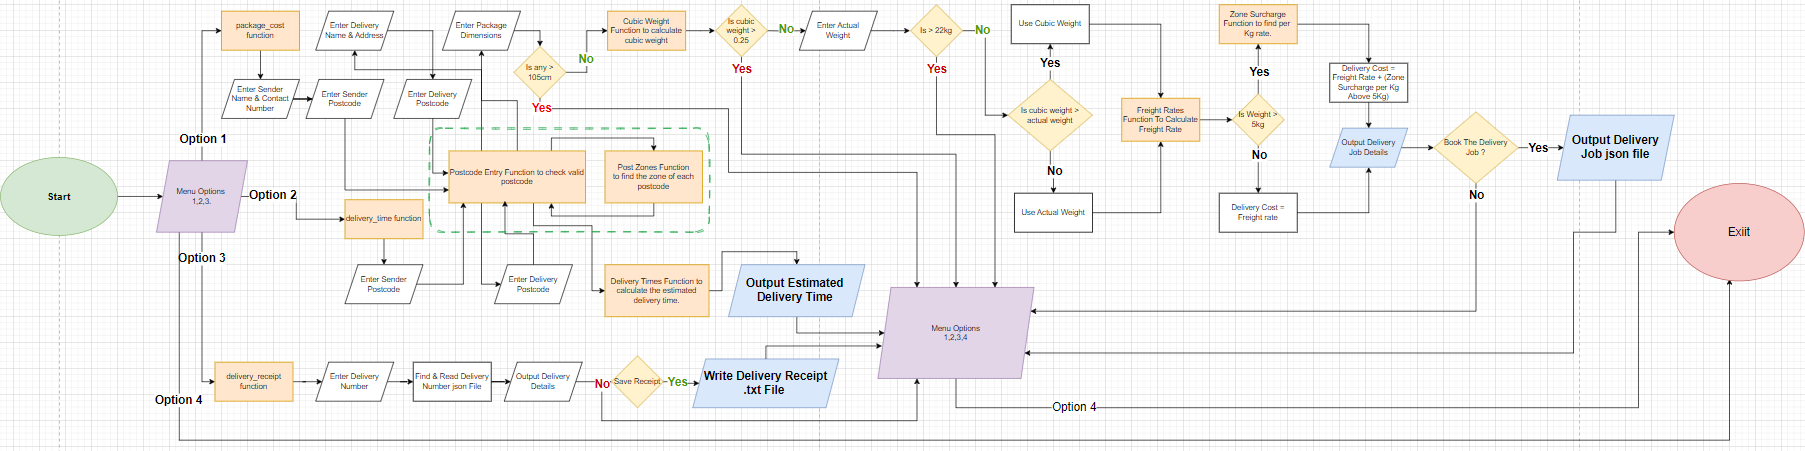 Start
Menu Options
1,2,3.
Option 1
Option 2
Option 3
Option 4
package_cost
function
Enter Sender
Name & Contact
Number
Enter Sender
Postcode
Enter Delivery
Name & Address
Enter Delivery
Postcode
Postcode Entry Function to check valid
postcode
Post Zones Function
to find the zone of each
postcode
Enter Package
Dimensions
Is any >
105cm
No
Yes
Cubic Weight
Function to calculate
cubic weight
Is cubic
weight >
0.25
No
Yes
Enter Actual
Weight
Is > 22kg
No
Yes
Is cubic weight >
actual weight
Yes
Use Cubic Weight
No
Use Actual Weight
Freight Rates
Function To Calculate
Freight Rate
Is Weight >
5kg
Yes
Zone Surcharge
Function to find per
Kg rate.
Delivery Cost =
Freight Rate + (Zone
Surcharge per Kg
Above 5Kg)
No
Delivery Cost =
Freight rate
Output Delivery
Job Details
Book The Delivery
Job ?
Yes
No
Output Delivery
Job json file
delivery_time function
Enter Sender
Postcode
Enter Delivery
Postcode
Delivery Times Function to
calculate the estimated
delivery time.
Output Estimated
Delivery Time
delivery_receipt
function
Enter Delivery
Number
Find & Read Delivery
Number json File
Output Delivery
Details
No
Save Receipt
Yes
Write Delivery Receipt
.txt File
Menu Options
1,2,3,4
Option 4
Exiit